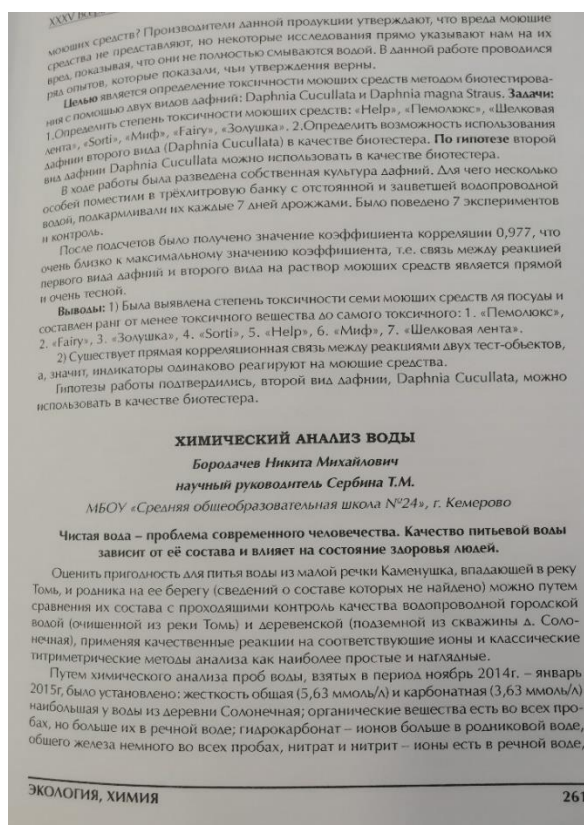 XXXV
моющих средств? Производители данной продукции утверждают, что вреда моющие
средства не представляют, но некоторые исследования прямо указывают нам на их
вред, показывая, что они не полностью смываются водой. В данной работе проводился
ряд опытов, которые показали, чьи утверждения верны.
Целью является определение токсичности моющих средств методом биотестирова-
ния с помощью двух видов дафний: Daphnia Cucullata и Daphnia magna Straus. Задачи:
1.Определить степень токсичности моющих средств: «Help», «Пемолюкс», «Шелковая
лента», «Sorti», «Миф», «Fairy», «Золушка». 2.Определить возможность использования
дафнии второго вида (Daphnia Cucullata) в качестве биотестера. По гипотезе второй
вид дафнии Daphnia Cucullata можно использовать в качестве биотестера.
В ходе работы была разведена собственная культура дафний. Для чего несколько
особей поместили в трёхлитровую банку с отстоянной и зацветшей водопроводной
водой, подкармливали их каждые 7 дней дрожжами. Было поведено 7 экспериментов
и контроль.
После подсчетов было получено значение коэффициента корреляции 0,977, что
очень близко к максимальному значению коэффициента, т.е. связь между реакцией
первого вида дафний и второго вида на раствор моющих средств является прямой
и очень тесной.
Выводы: 1) Была выявлена степень токсичности семи моющих средств ля посуды и
составлен ранг от менее токсичного вещества до самого токсичного: 1. «Пемолюкс»,
2. «Fairy», 3. «Золушка», 4. «Sorti», 5. «Help», 6. «Миф», 7. «Шелковая лента».
2) Существует прямая корреляционная связь между реакциями двух тест-объектов,
а, значит, индикаторы одинаково реагируют на моющие средства.
Гипотезы работы подтвердились, второй вид дафнии, Daphnia Cucullata, можно
использовать в качестве биотестера.
ХИМИЧЕСКИЙ АНАЛИЗ ВОДЫ
Бородачев Никита Михайлович
научный руководитель Сербина Т.М.
МБОУ «Средняя общеобразовательная школа №24», г. Кемерово
Чистая вода – проблема современного человечества. Качество питьевой воды
зависит от её состава и влияет на состояние здоровья людей.
Оценить пригодность для питья воды из малой речки Каменушка, впадающей в реку
Томь, и родника на ее берегу (сведений о составе которых не найдено) можно путем
сравнения их состава с проходящими контроль качества водопроводной городской
водой (очищенной из реки Томь) и деревенской (подземной из скважины д. Соло-
нечная), применяя качественные реакции на соответствующие ионы и классические
титриметрические методы анализа как наиболее простые и наглядные.
Путем химического анализа проб воды, взятых в период ноябрь 2014г. – январь
2015г, было установлено: жесткость общая (5,63 ммоль/л) и карбонатная (3,63 ммоль/л)
наибольшая у воды из деревни Солонечная; органические вещества есть во всех про-
бах, но больше их в речной воде; гидрокарбонат – ионов больше в родниковой воде,
общего железа немного во всех пробах, нитрат и нитрит – ионы есть в речной воде,
ЭКОЛОГИЯ, ХИМИЯ
261